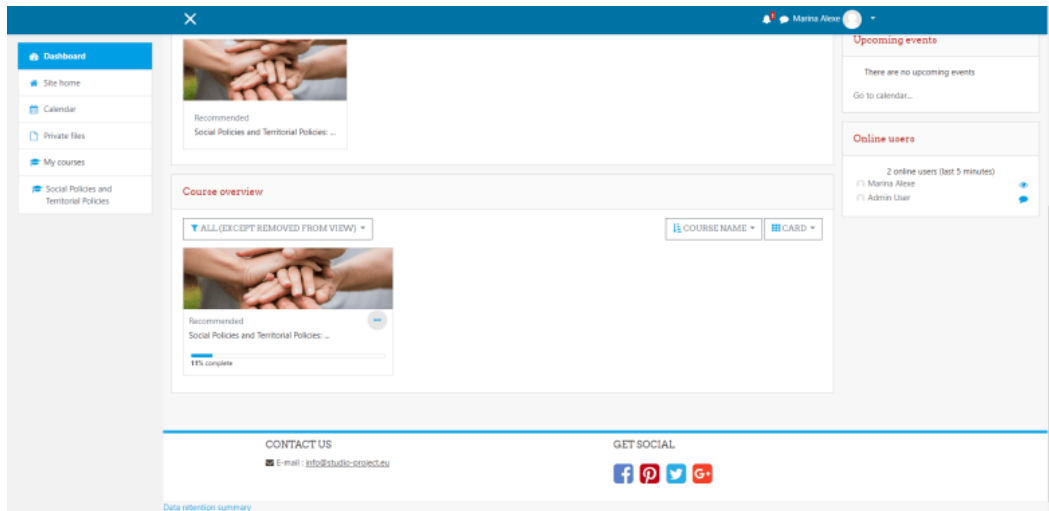 1
Marina Alexe
Dashboard
Site home
Calendar
Private files
My courses
Social Policies and
Territorial Policies
Recommended
Social Policies and Territorial Policies: ...
Course overview
ALL (EXCEPT REMOVED FROM VIEW)
COURSE NAME
CARD
Recommended
Social Policies and Territorial Policies: ...
11% complete
Upcoming events
There are no upcoming events
Go to calendar...
Online users
2 online users (last 5 minutes)
Marina Alexe
Admin User
CONTACT US
E-mail : info@studio-project.eu
GET SOCIAL
Data retention summary